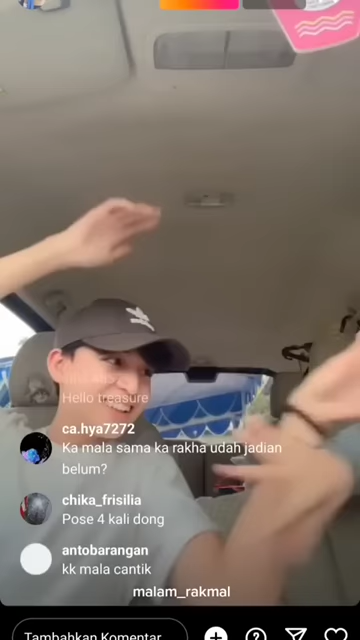 Hello treasure
ca.hya7272
Ka mala sama ka rakha udah jadian
belum?
chika_frisilia
Pose 4 kali dong
antobarangan
kk mala cantik
malam_rakmal
Tambahkan Komentar